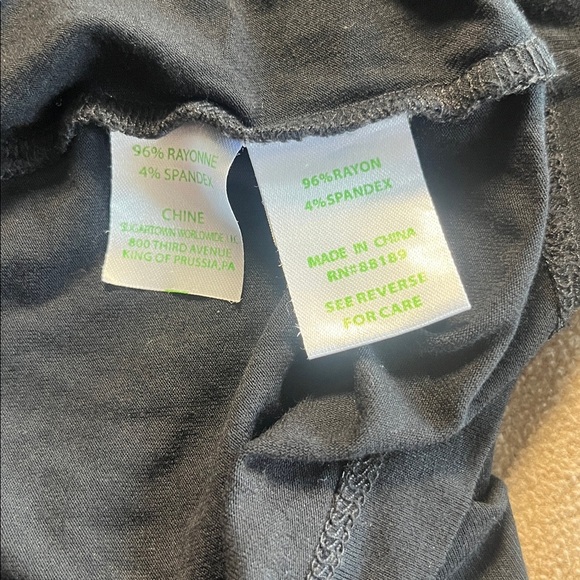 96% RAYONNE
4% SPANDEX
CHINE
SUGARTOWN WORLDWIDE
800 THIRD AVENUE
KING OF PRUSSIA,PA
96%RAYON
4%SPANDEX
MADE IN CHINA
RN#88189
SEE REVERSE
FOR CARE